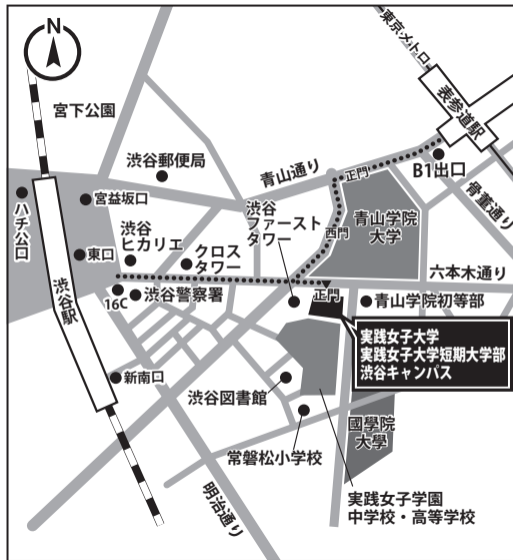 N
東京メトロ
表参道駅
宮下公園
渋谷郵便局
青山通り
正門
B1出口
骨董通り
ハチ公口
宮益坂口
渋谷
ファースト
タワー
西門
青山学院
大学
渋谷
ヒカリエ
クロス
タワー
東口
六本木通り
渋谷駅
16C
渋谷警察署
正門
青山学院初等部
実践女子大学
実践女子大学短期大学部
渋谷キャンパス
新南口
渋谷図書館
國學院
大學
常磐松小学校
明治通り
実践女子学園
中学校・高等学校